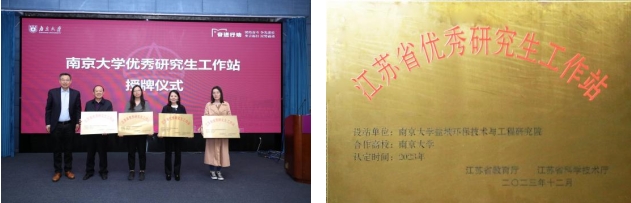 南京大學
南京大学优秀研究生工作站
授牌仪式
江苏省优秀研究生工作站
设站单位：南京大学盐城环保技术与工程研究院
合作高校：南京大学
认定时间：2023年
江苏省教育厅 江苏省科学技术厅
二〇二三年十二月